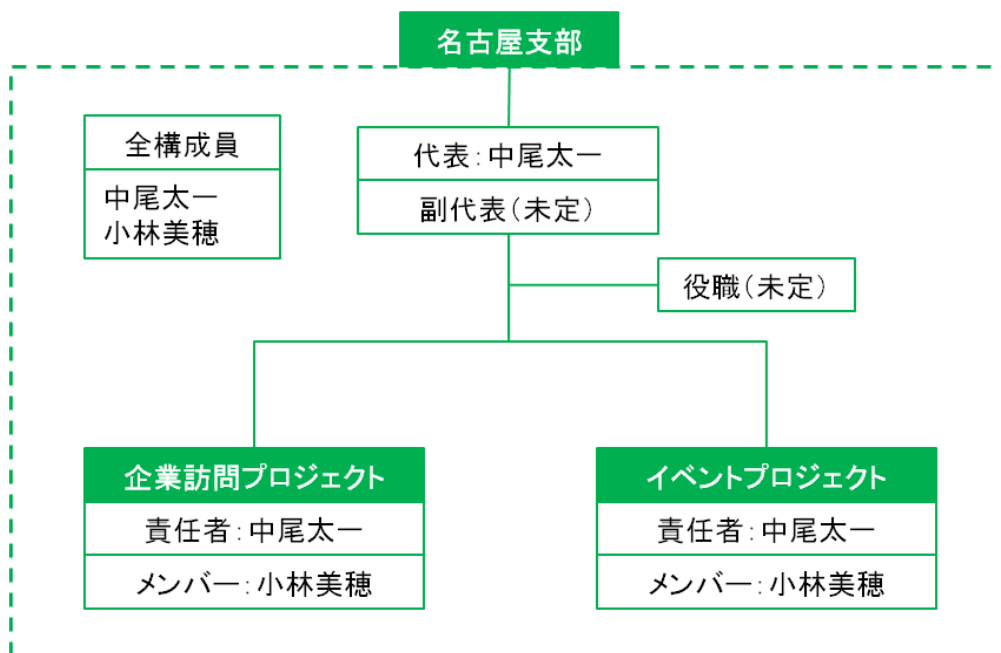 名古屋支部
全構成員
中尾太一
小林美穂
代表：中尾太一
副代表（未定）
役職（未定）
企業訪問プロジェクト
責任者：中尾太一
メンバー：小林美穂
イベントプロジェクト
責任者：中尾太一
メンバー：小林美穂